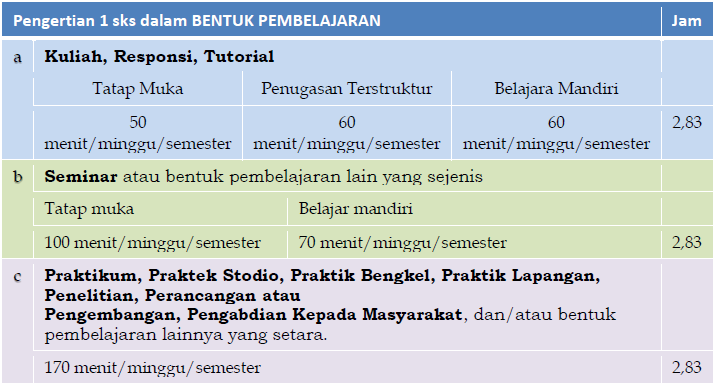 Pengertian 1 sks dalam BENTUK PEMBELAJARAN Jam
a Kuliah, Responsi, Tutorial
Tatap Muka Penugasan Terstruktur Belajara Mandiri
50 60 60
menit/minggu/semester menit/minggu/semester menit/minggu/semester 2,83
b Seminar atau bentuk pembelajaran lain yang sejenis
Tatap muka Belajar mandiri
100 menit/minggu/semester 70 menit/minggu/semester 2,83
c Praktikum, Praktek Stodio, Praktik Bengkel, Praktik Lapangan,
Penelitian, Perancangan atau
Pengembangan, Pengabdian Kepada Masyarakat, dan/atau bentuk
pembelajaran lainnya yang setara.
170 menit/minggu/semester 2,83